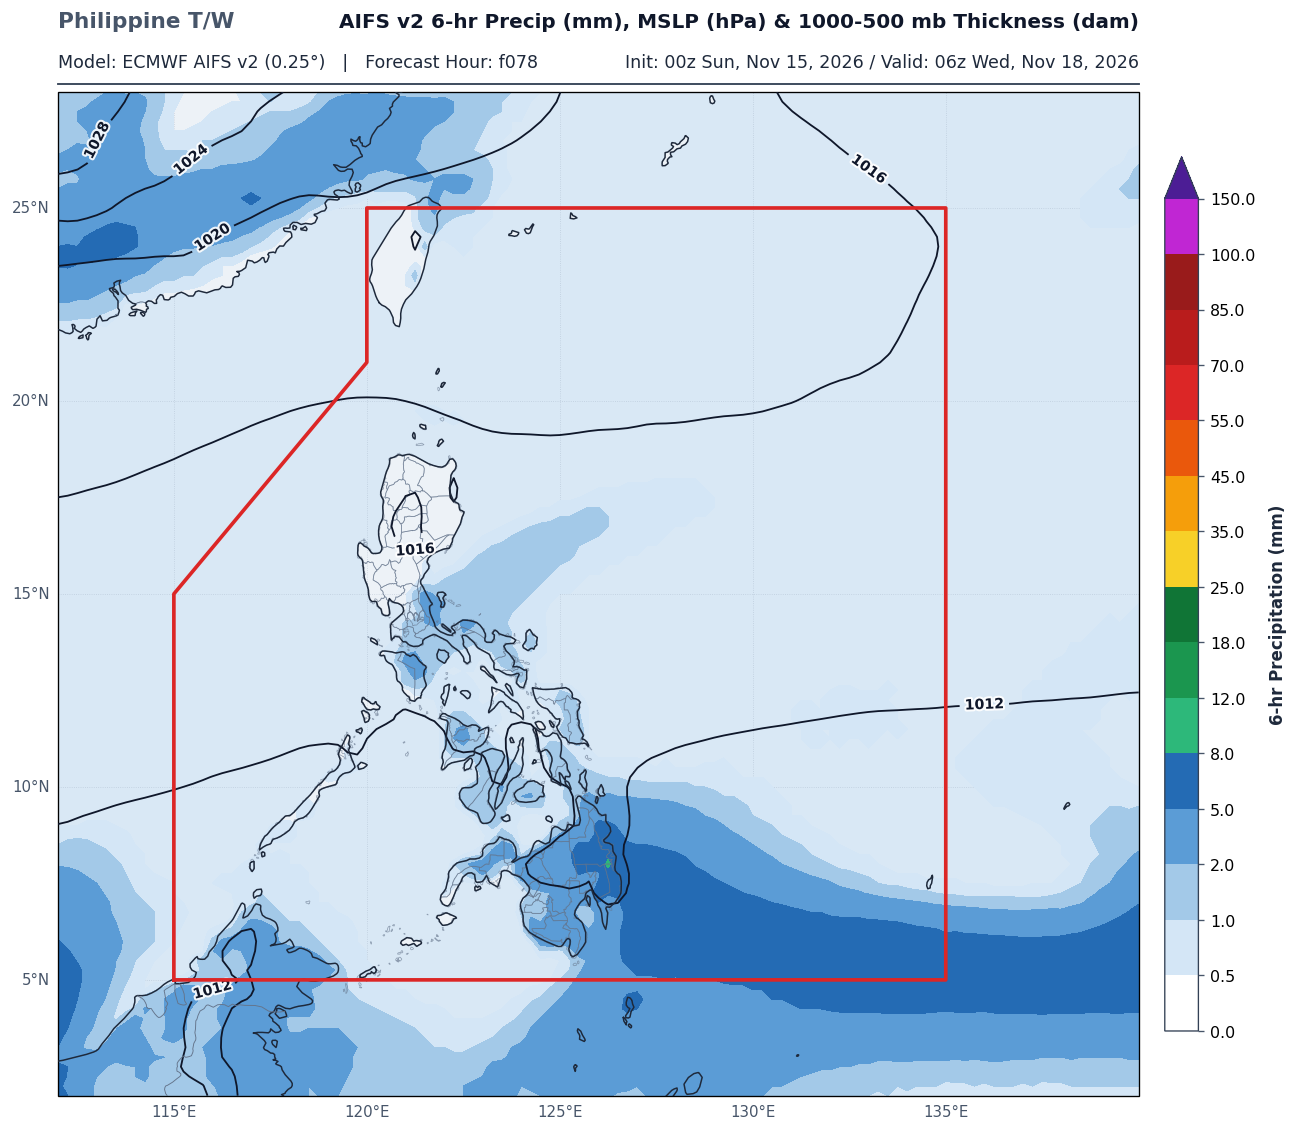 Philippine T/W
AIFS v2 6-hr Precip (mm), MSLP (hPa) & 1000-500 mb Thickness (dam)
Model: ECMWF AIFS v2 (0.25°)   |   Forecast Hour: f078
Init: 00z Sun, Nov 15, 2026 / Valid: 06z Wed, Nov 18, 2026
1028
1024
1020
1016
1016
1012
1012
25°N
20°N
15°N
10°N
5°N
115°E
120°E
125°E
130°E
135°E
150.0
100.0
85.0
70.0
55.0
45.0
35.0
25.0
18.0
12.0
8.0
5.0
2.0
1.0
0.5
0.0
6-hr Precipitation (mm)